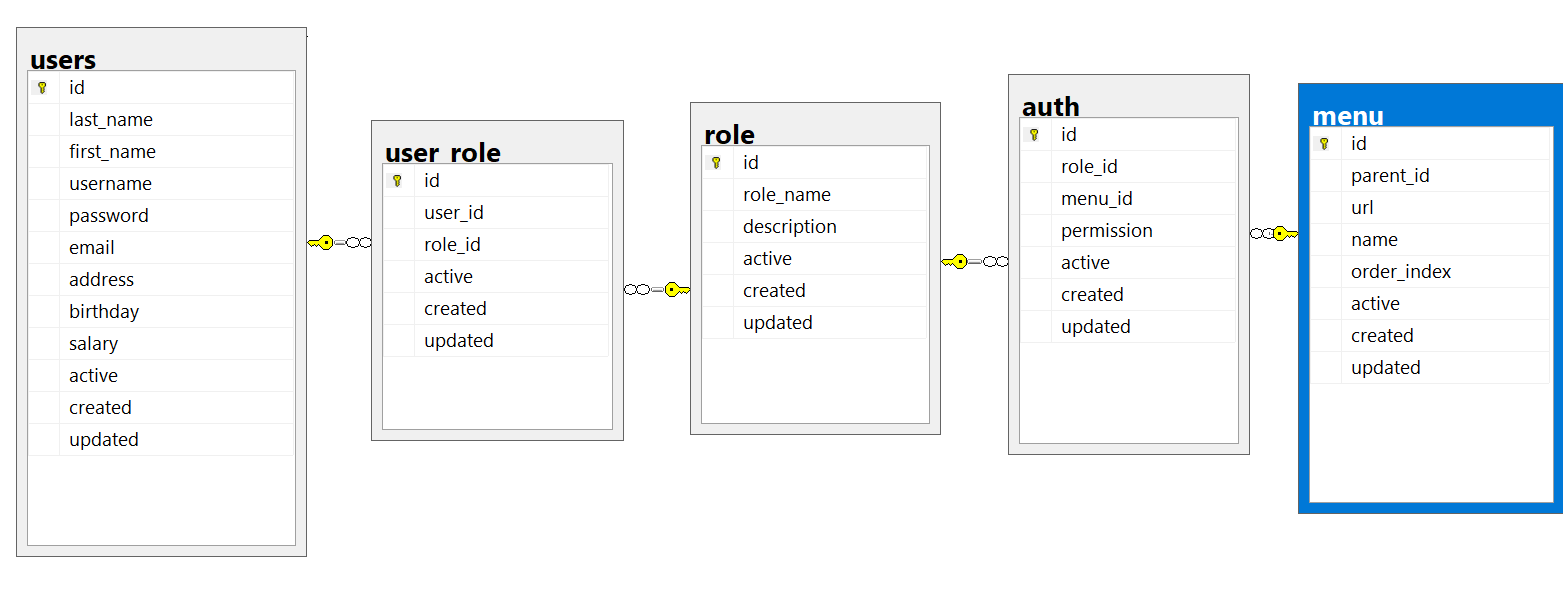 users
id
last_name
first_name
username
password
email
address
birthday
salary
active
created
updated
user_role
id
user_id
role_id
active
created
updated
role
id
role_name
description
active
created
updated
auth
id
role_id
menu_id
permission
active
created
updated
menu
id
parent_id
url
name
order_index
active
created
updated